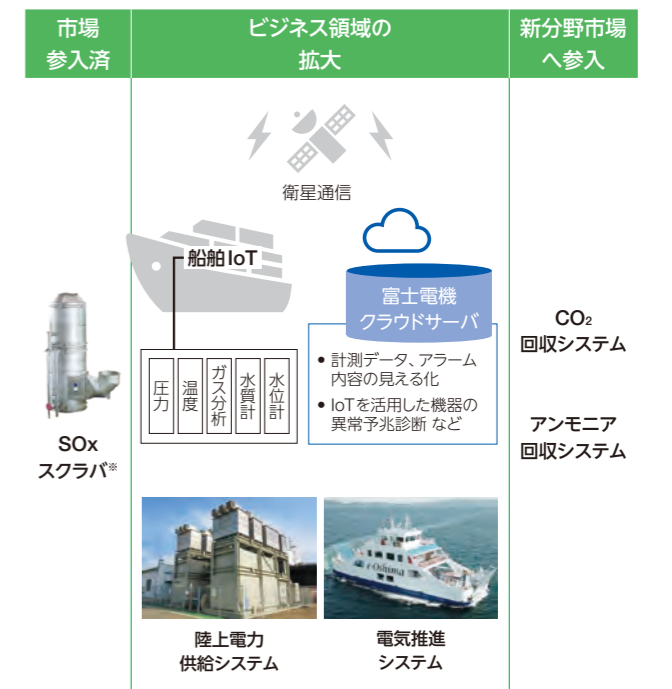 市場
参入済
ビジネス領域の
拡大
新分野市場
へ参入
衛星通信
船舶IoT
富士電機
クラウドサーバ
圧力
温度
ガス分析
水質計
水位計
• 計測データ、アラーム
内容の見える化
• IoTを活用した機器の
異常予兆診断 など
SOx
スクラバ※
CO₂
回収システム
アンモニア
回収システム
e-Oshima
陸上電力
供給システム
電気推進
システム